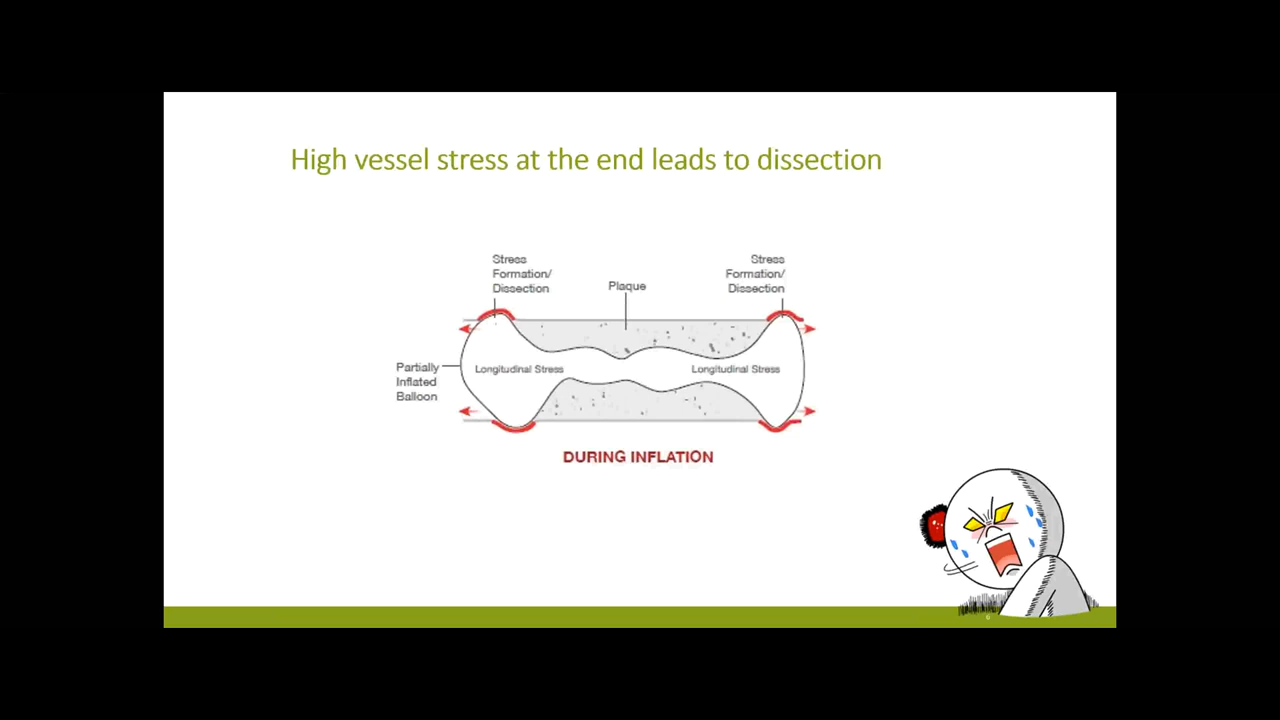 High vessel stress at the end leads to dissection
Stress
Formation/
Dissection
Plaque
Stress
Formation/
Dissection
Partially
Inflated
Balloon
Longitudinal Stress
Longitudinal Stress
DURING INFLATION